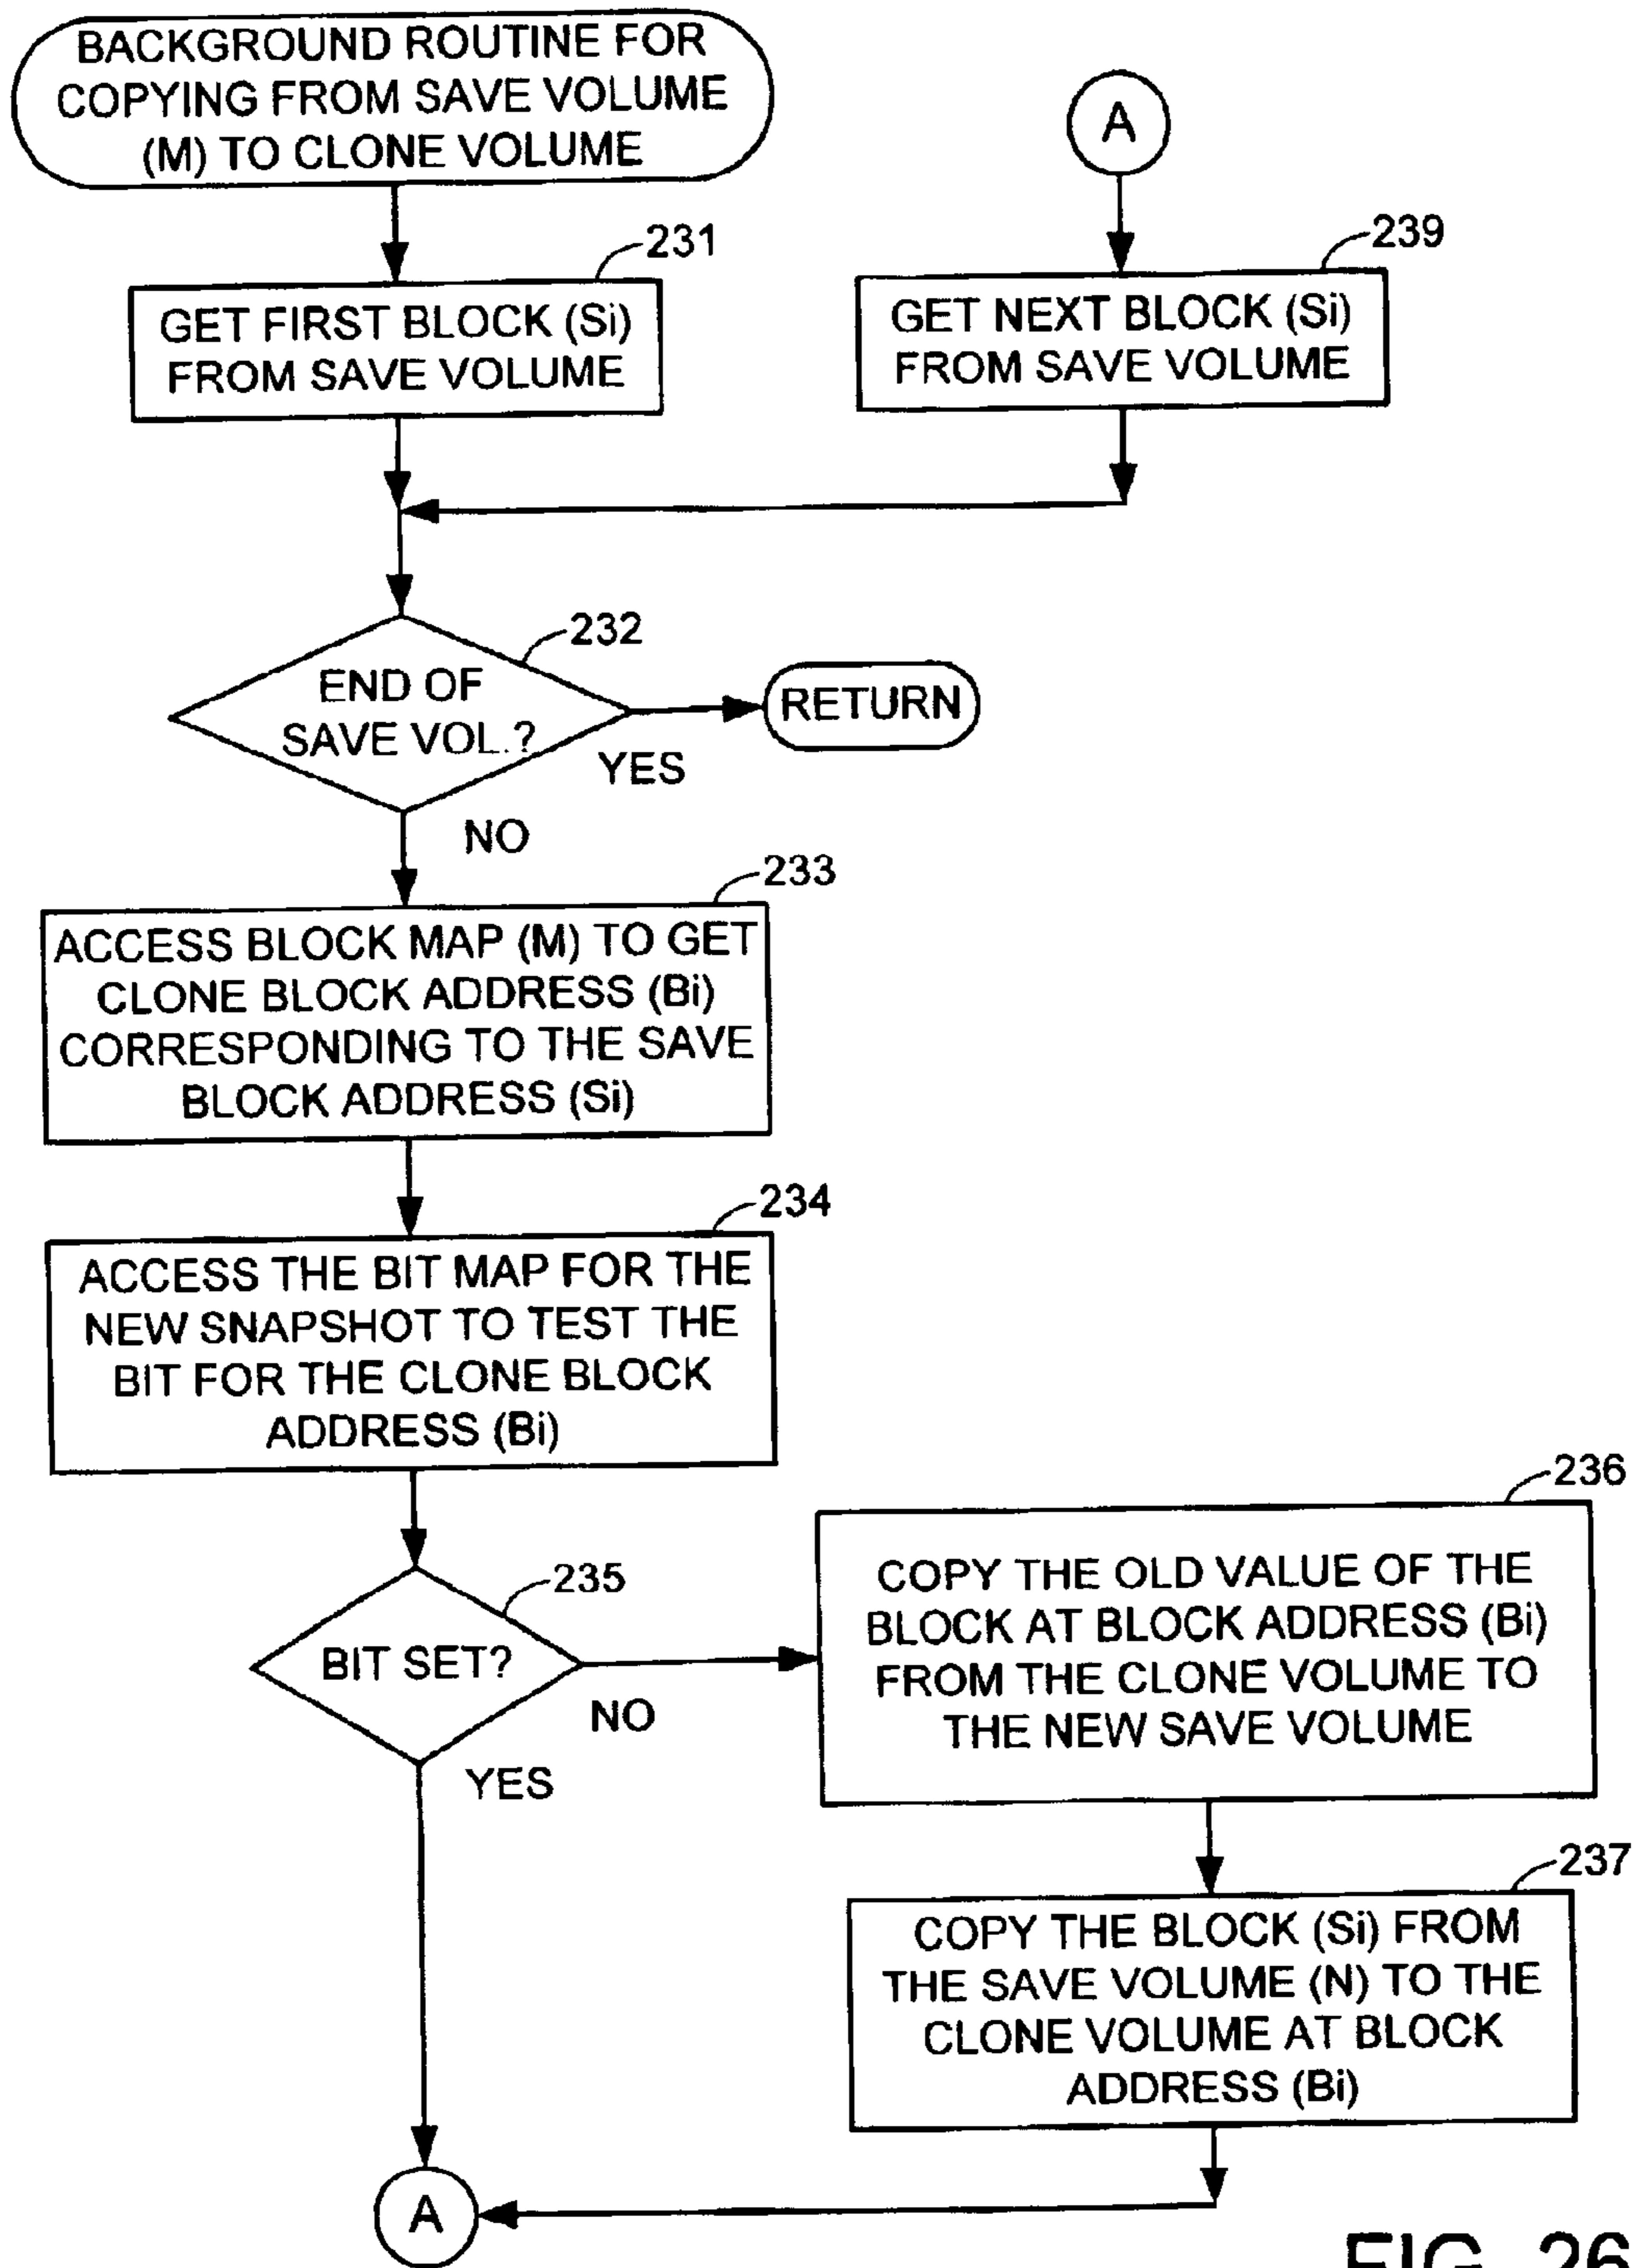 BACKGROUND ROUTINE FOR
COPYING FROM SAVE VOLUME
(M) TO CLONE VOLUME
A
231
GET FIRST BLOCK (Si)
FROM SAVE VOLUME
239
GET NEXT BLOCK (Si)
FROM SAVE VOLUME
232
END OF
SAVE VOL.?
YES
RETURN
NO
233
ACCESS BLOCK MAP (M) TO GET
CLONE BLOCK ADDRESS (Bi)
CORRESPONDING TO THE SAVE
BLOCK ADDRESS (Si)
234
ACCESS THE BIT MAP FOR THE
NEW SNAPSHOT TO TEST THE
BIT FOR THE CLONE BLOCK
ADDRESS (Bi)
235
BIT SET?
NO
YES
236
COPY THE OLD VALUE OF THE
BLOCK AT BLOCK ADDRESS (Bi)
FROM THE CLONE VOLUME TO
THE NEW SAVE VOLUME
237
COPY THE BLOCK (Si) FROM
THE SAVE VOLUME (N) TO THE
CLONE VOLUME AT BLOCK
ADDRESS (Bi)
A
FIG. 26